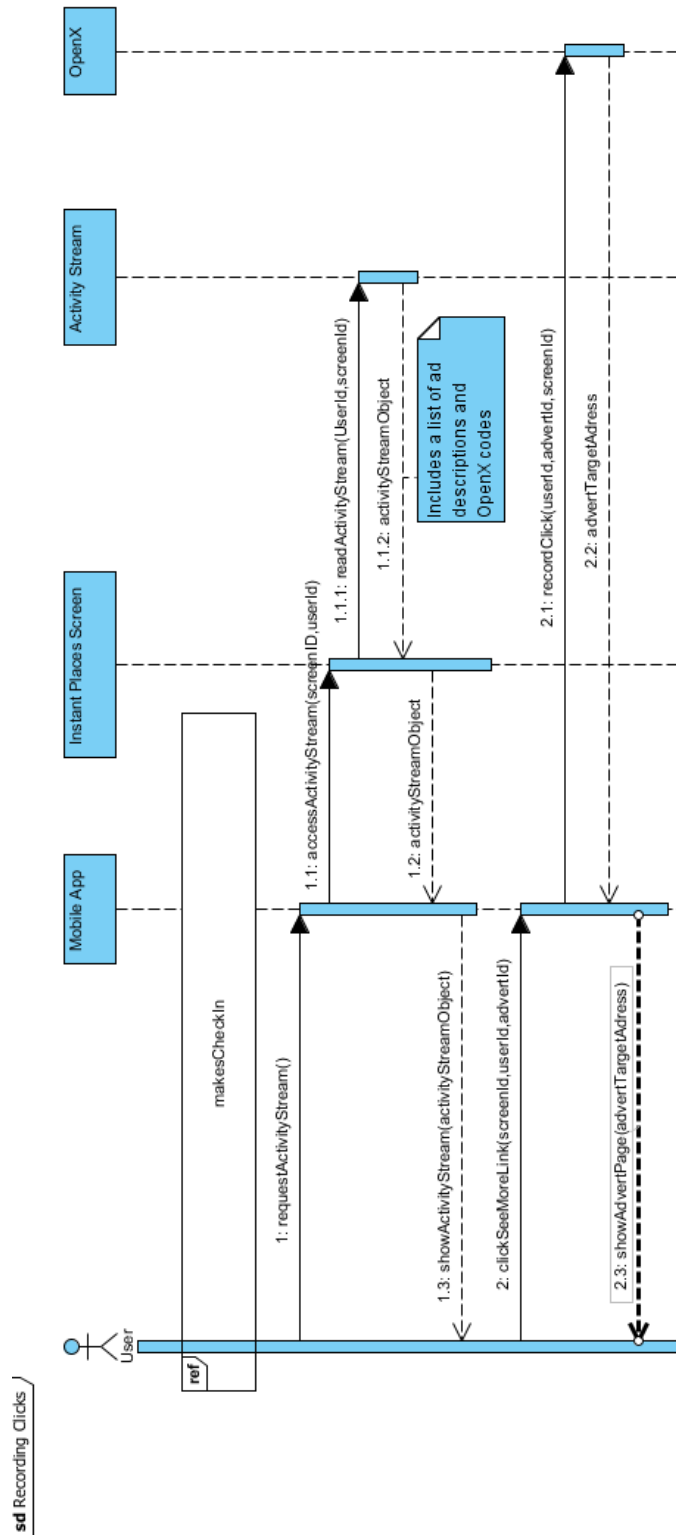 sd Recording Clicks
User
Mobile App
Instant Places Screen
Activity Stream
OpenX
ref
makesCheckIn
1: requestActivityStream()
1.1: accessActivityStream(screenID,userId)
1.1.1: readActivityStream(UserId,screenId)
1.1.2: activityStreamObject
Includes a list of ad
descriptions and
OpenX codes
1.2: activityStreamObject
1.3: showActivityStream(activityStreamObject)
2: clickSeeMoreLink(screenId,userId,advertId)
2.1: recordClick(userId,advertId,screenId)
2.2: advertTargetAdress
2.3: showAdvertPage(advertTargetAdress)